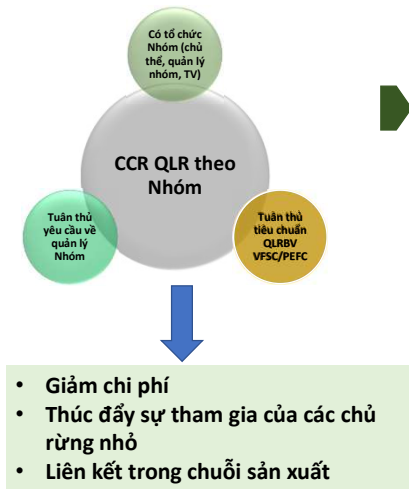 Có tổ chức
Nhóm (chủ
thể, quản lý
nhóm, TV)
CCR QLR theo
Nhóm
Tuân thủ
yêu cầu về
quản lý
Nhóm
Tuân thủ
tiêu chuẩn
QLRBV
VFSC/PEFC
• Giảm chi phí
• Thúc đẩy sự tham gia của các chủ
rừng nhỏ
• Liên kết trong chuỗi sản xuất